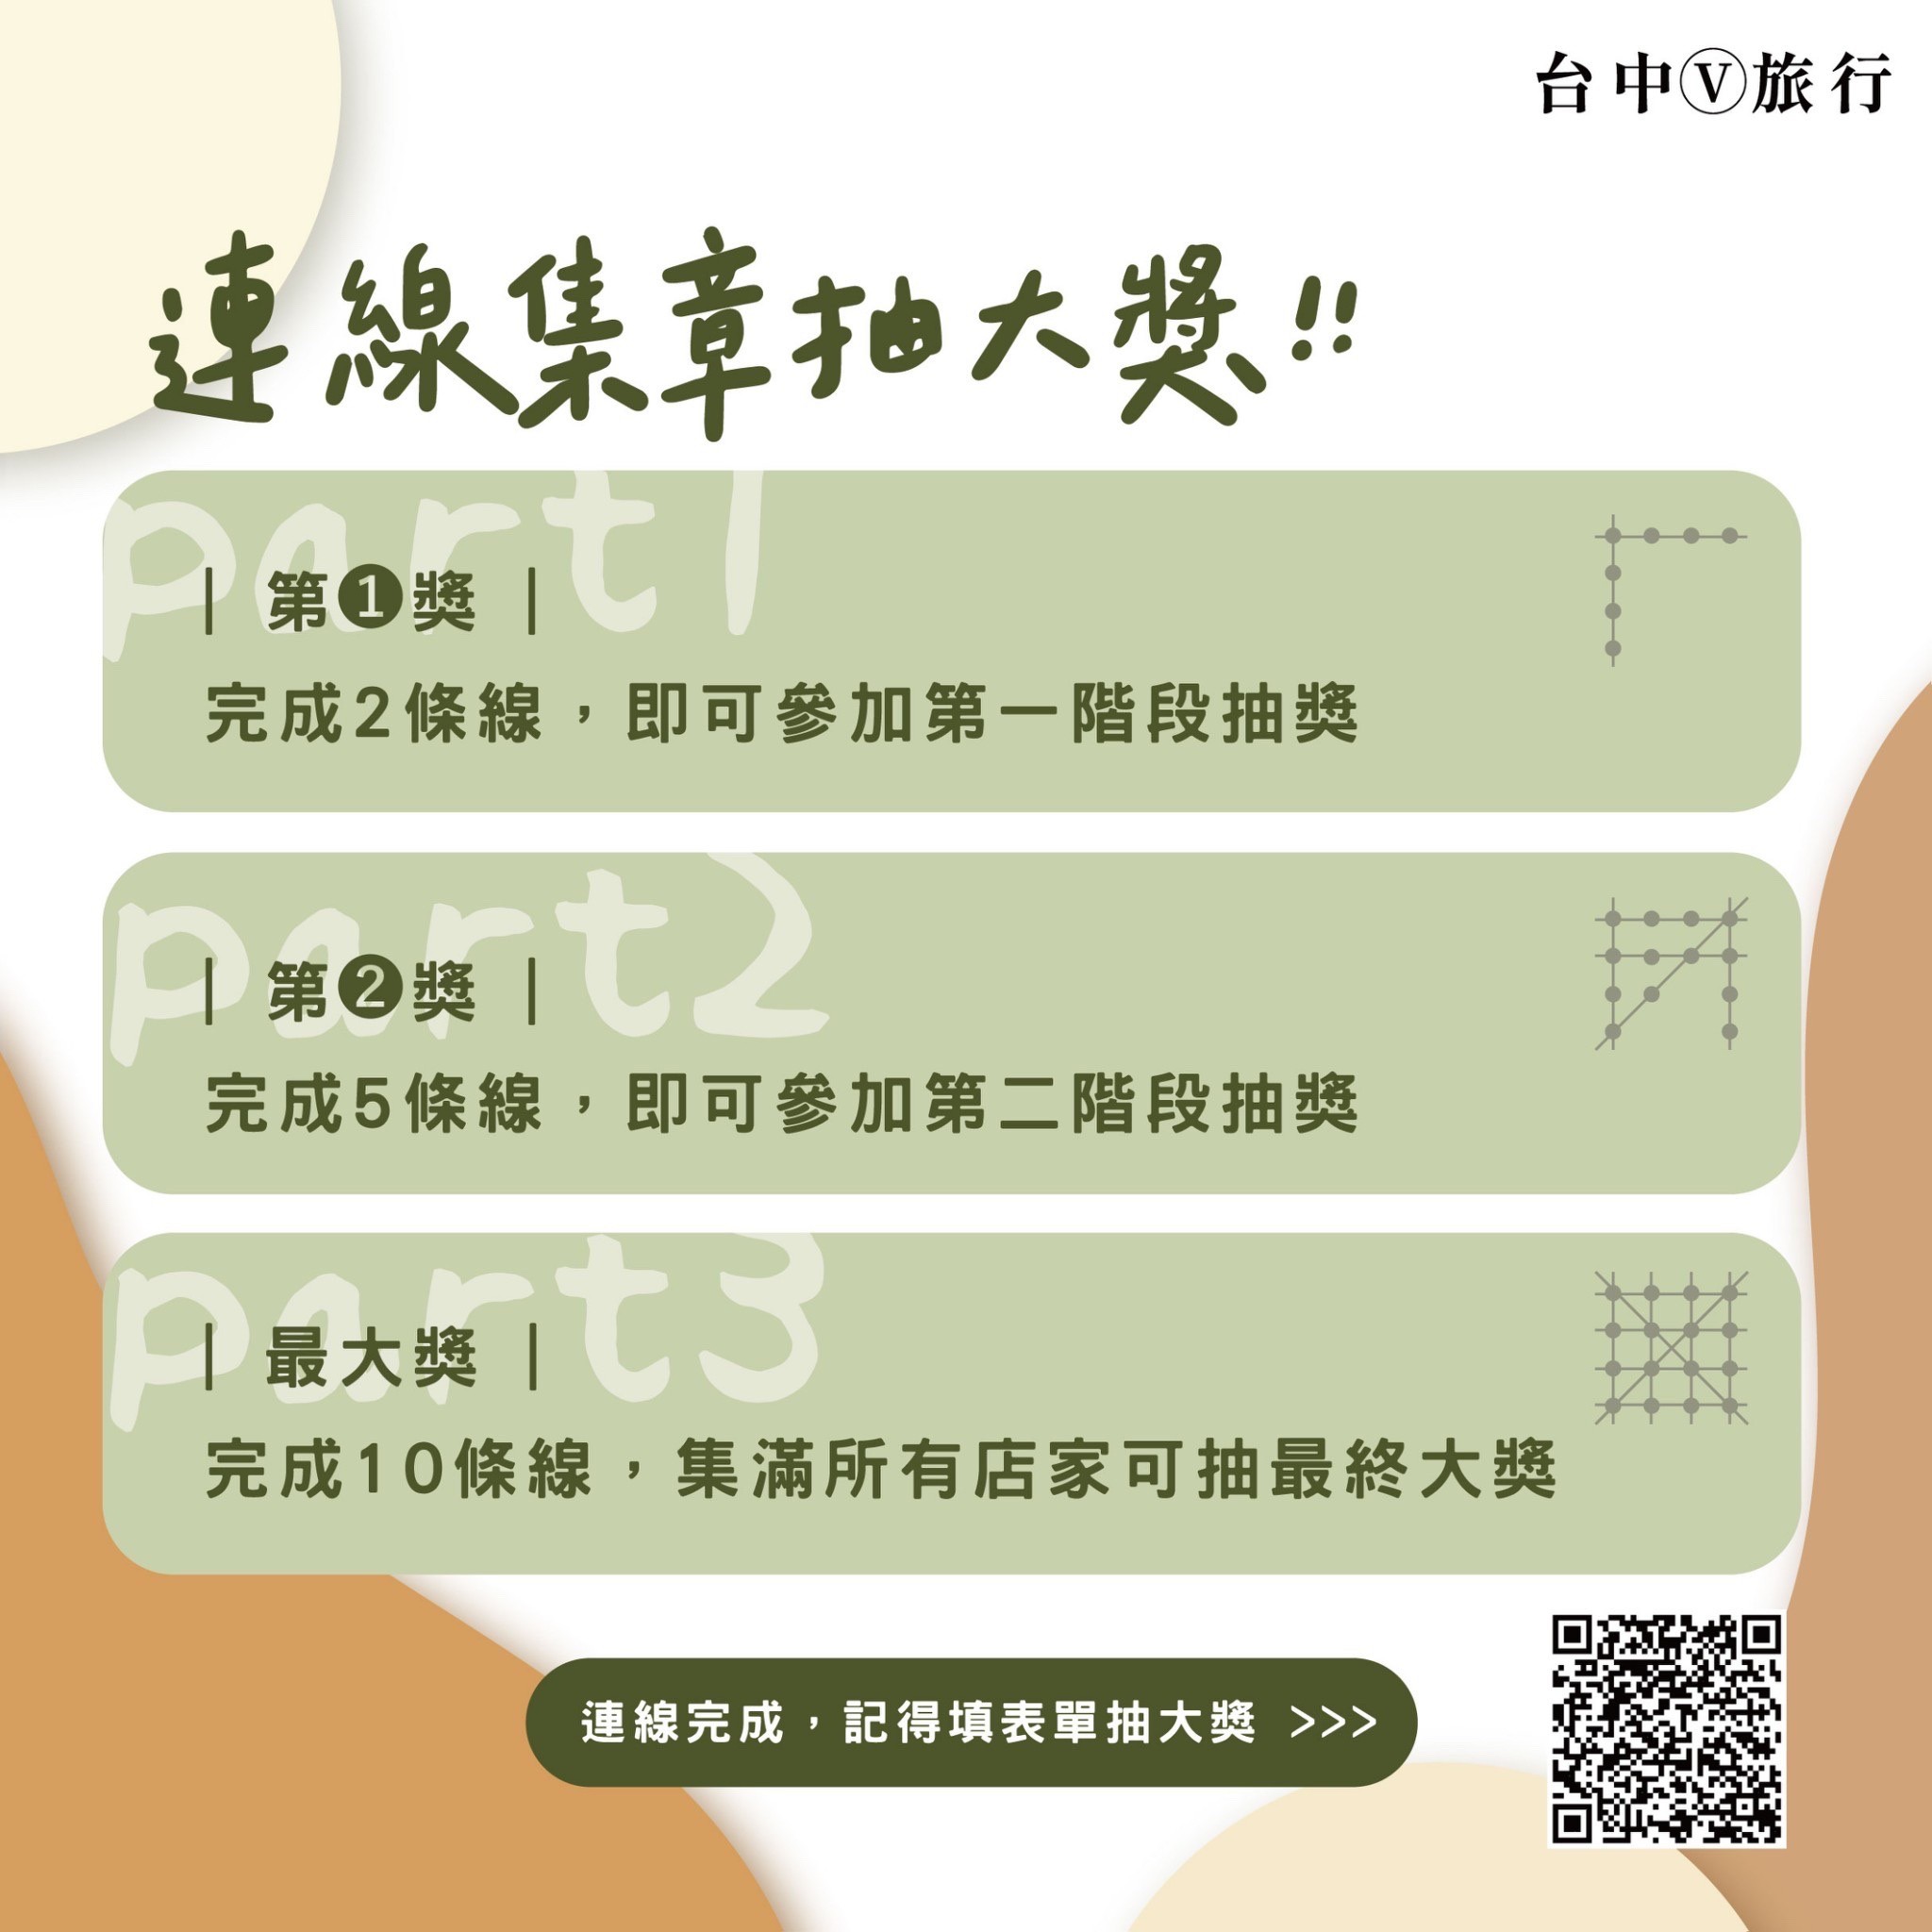 台中Ⓥ旅行
連線集章抽大獎!!
part1
| 第❶獎 |
完成2條線，即可參加第一階段抽獎
part2
| 第❷獎 |
完成5條線，即可參加第二階段抽獎
part3
| 最大獎 |
完成10條線，集滿所有店家可抽最終大獎
連線完成，記得填表單抽大獎 >>>